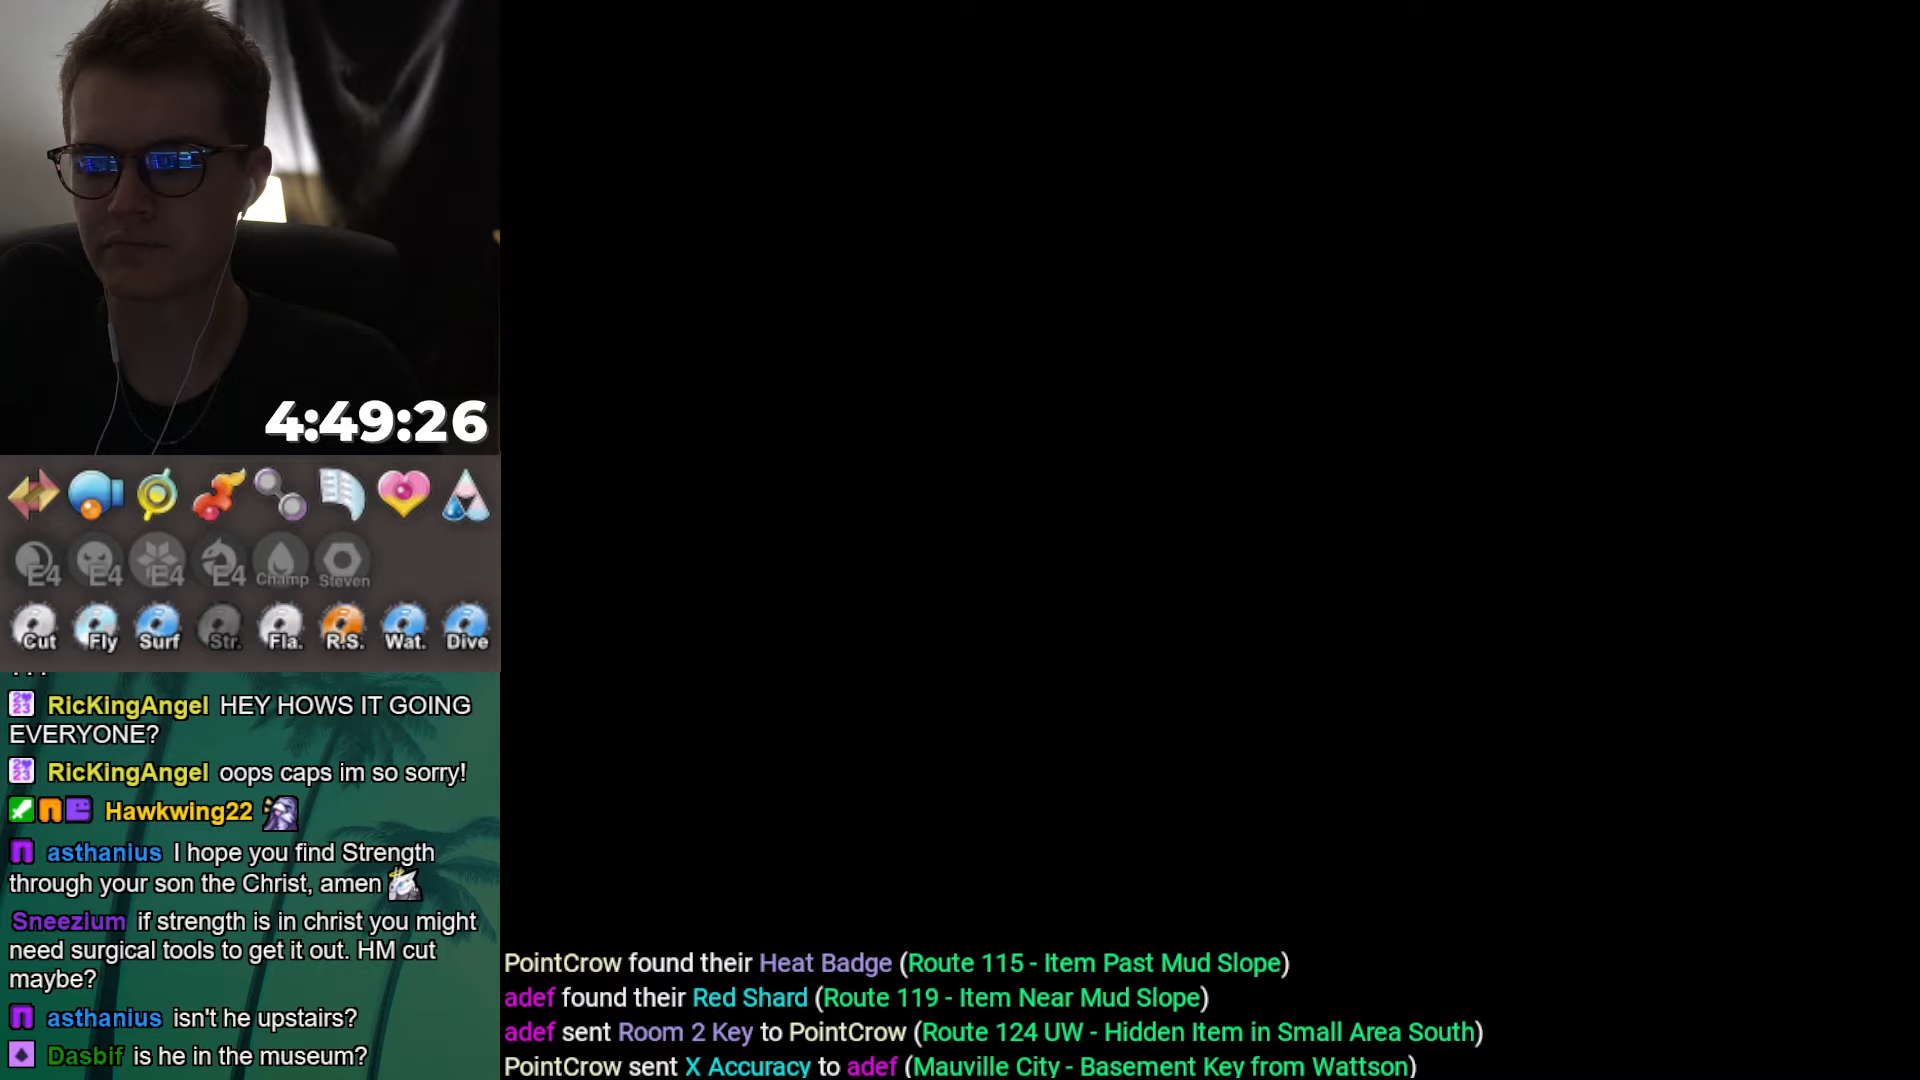 4:49:26
E4 E4 E4 E4 Champ Steven
Cut Fly Surf Str. Fla. R.S. Wat. Dive
RicKingAngel HEY HOWS IT GOING
EVERYONE?
RicKingAngel oops caps im so sorry!
Hawkwing22
asthanius I hope you find Strength
through your son the Christ, amen
Sneezium if strength is in christ you might
need surgical tools to get it out. HM cut
maybe?
asthanius isn't he upstairs?
Dasbif is he in the museum?
PointCrow found their Heat Badge (Route 115 - Item Past Mud Slope)
adef found their Red Shard (Route 119 - Item Near Mud Slope)
adef sent Room 2 Key to PointCrow (Route 124 UW - Hidden Item in Small Area South)
PointCrow sent X Accuracy to adef (Mauville City - Basement Key from Wattson)